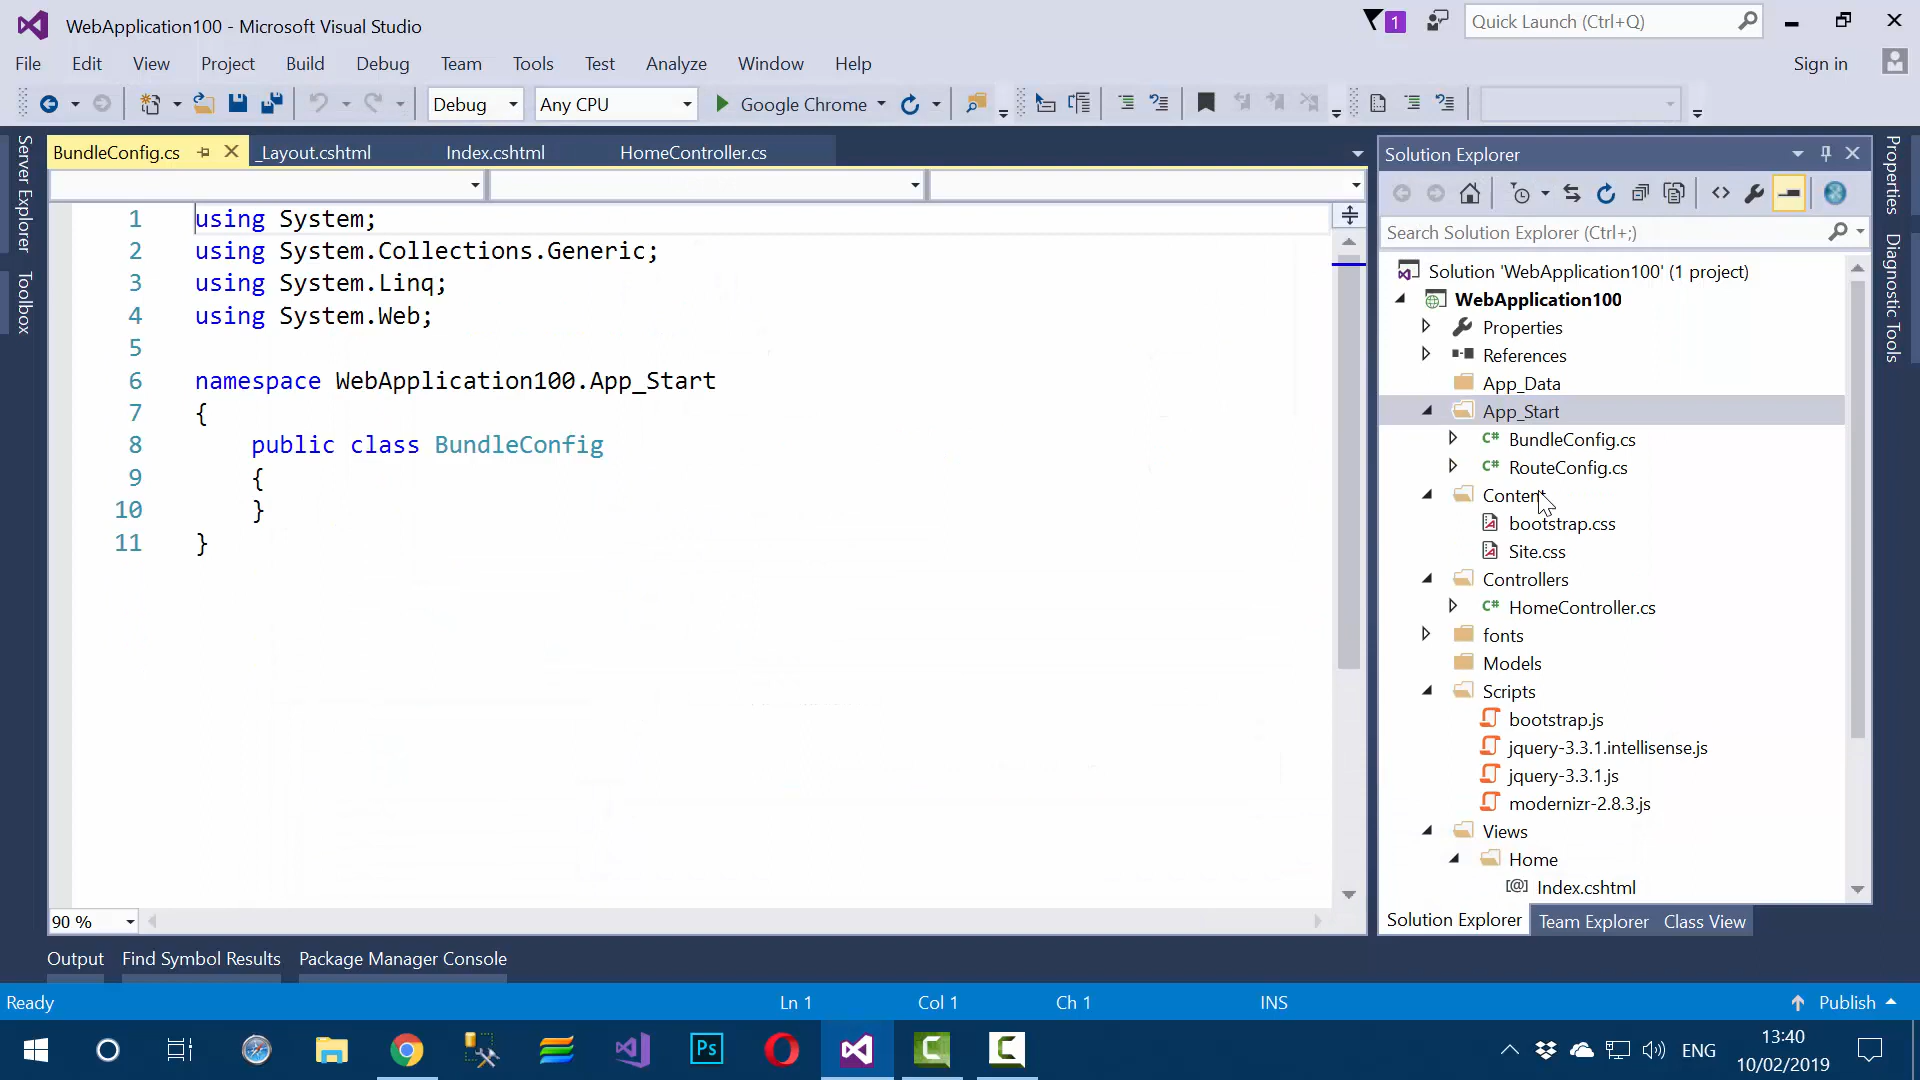 WebApplication100 - Microsoft Visual Studio
1
Quick Launch (Ctrl+Q)
File Edit View Project Build Debug Team Tools Test Analyze Window Help
Sign in
Debug
Any CPU
Google Chrome
Server Explorer
Toolbox
BundleConfig.cs
_Layout.cshtml
Index.cshtml
HomeController.cs
1 using System;
2 using System.Collections.Generic;
3 using System.Linq;
4 using System.Web;
5
6 namespace WebApplication100.App_Start
7 {
8 public class BundleConfig
9 {
10 }
11 }
90 %
Solution Explorer
Search Solution Explorer (Ctrl+;)
Solution 'WebApplication100' (1 project)
WebApplication100
Properties
References
App_Data
App_Start
C# BundleConfig.cs
C# RouteConfig.cs
Content
bootstrap.css
Site.css
Controllers
C# HomeController.cs
fonts
Models
Scripts
bootstrap.js
jquery-3.3.1.intellisense.js
jquery-3.3.1.js
modernizr-2.8.3.js
Views
Home
[@] Index.cshtml
Solution Explorer Team Explorer Class View
Properties
Diagnostic Tools
Output Find Symbol Results Package Manager Console
Ready
Ln 1
Col 1
Ch 1
INS
Publish
Ps
ENG
13:40
10/02/2019